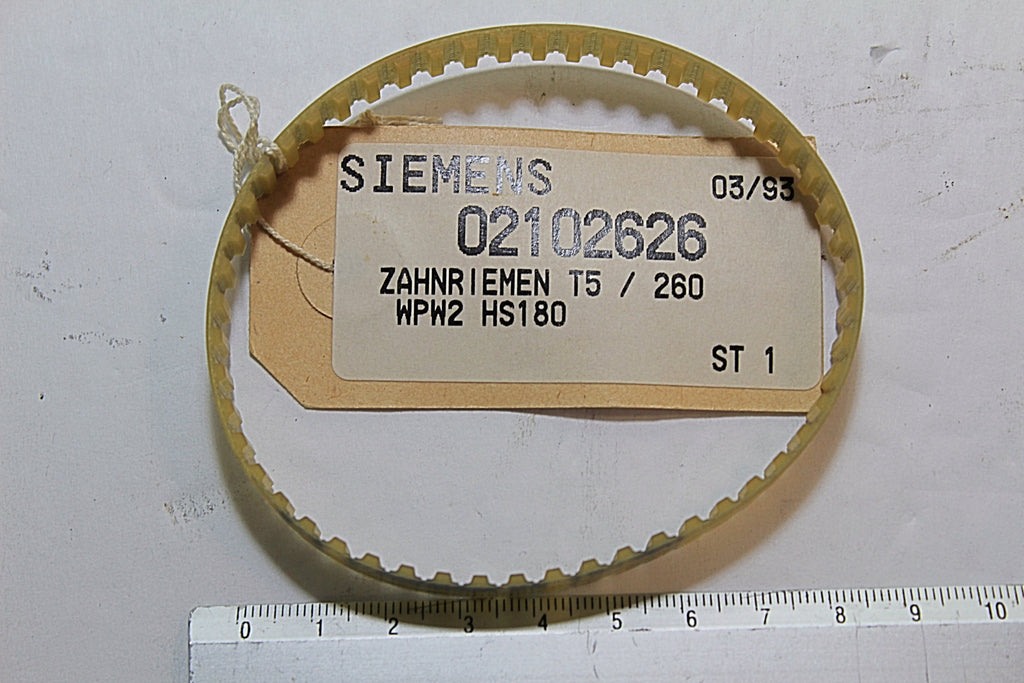 SIEMENS 03/93
02102626
ZAHNRIEMEN T5 / 260
WPW2 HS180
ST 1
0 1 2 3 4 5 6 7 8 9 10